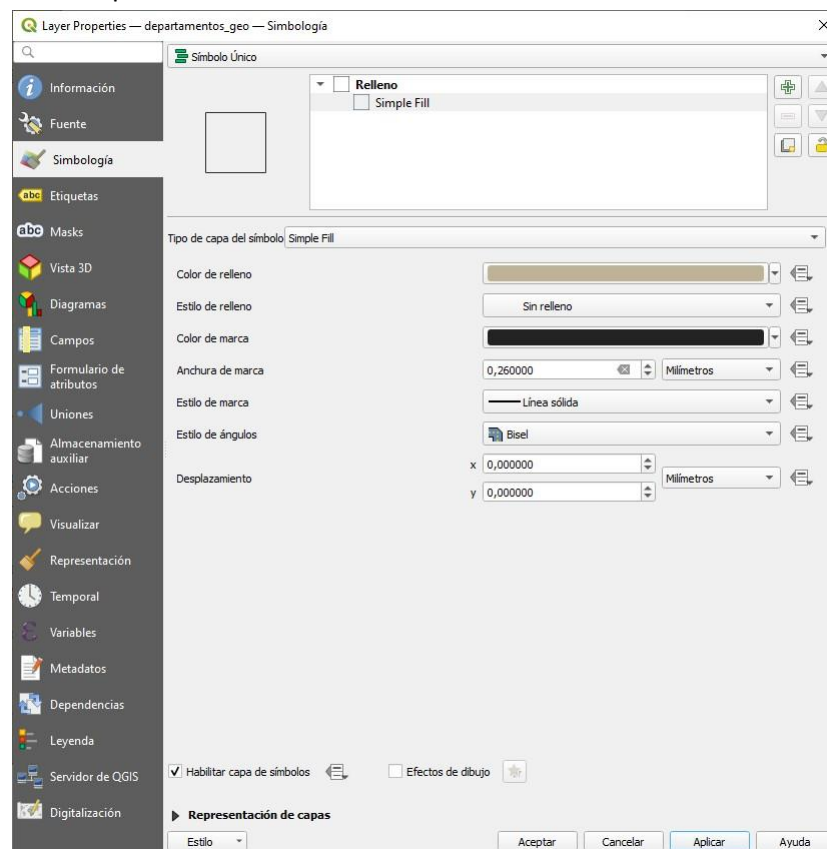 Layer Properties — departamentos_geo — Simbología
Símbolo Único
Información
Fuente
Simbología
abc Etiquetas
abc Masks
Vista 3D
Diagramas
Campos
Formulario de
atributos
Uniones
Almacenamiento
auxiliar
Acciones
Visualizar
Representación
Temporal
Variables
Metadatos
Dependencias
Leyenda
Servidor de QGIS
Digitalización
Relleno
Simple Fill
Tipo de capa del símbolo Simple Fill
Color de relleno
Estilo de relleno Sin relleno
Color de marca
Anchura de marca 0,260000 Milímetros
Estilo de marca Línea sólida
Estilo de ángulos Bisel
Desplazamiento x 0,000000 Milímetros
y 0,000000
Habilitar capa de símbolos Efectos de dibujo
Representación de capas
Estilo Aceptar Cancelar Aplicar Ayuda